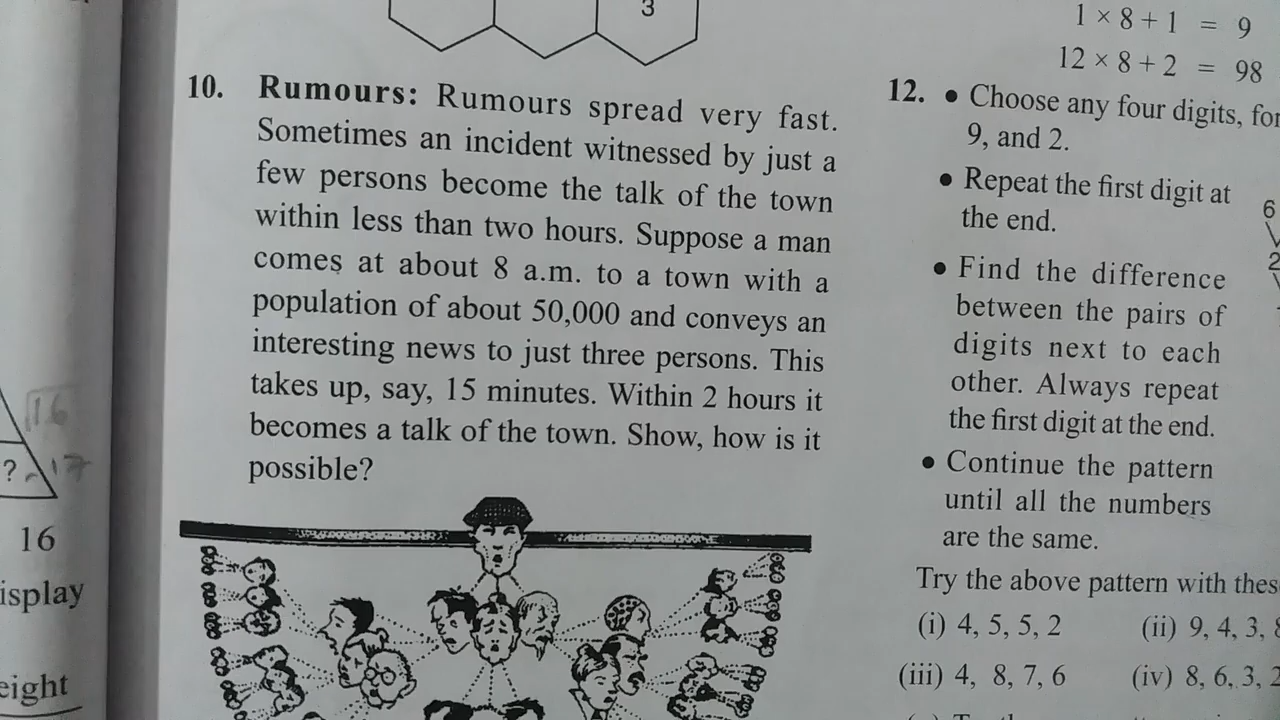 3
10. Rumours: Rumours spread very fast.
Sometimes an incident witnessed by just a
few persons become the talk of the town
within less than two hours. Suppose a man
comes at about 8 a.m. to a town with a
population of about 50,000 and conveys an
interesting news to just three persons. This
takes up, say, 15 minutes. Within 2 hours it
becomes a talk of the town. Show, how is it
possible?
16
? 17
16
isplay
eight
1 × 8 + 1 = 9
12 × 8 + 2 = 98
12. • Choose any four digits, for
9, and 2.
• Repeat the first digit at
the end.
• Find the difference
between the pairs of
digits next to each
other. Always repeat
the first digit at the end.
• Continue the pattern
until all the numbers
are the same.
6
2
Try the above pattern with thes
(i) 4, 5, 5, 2 (ii) 9, 4, 3, 8
(iii) 4, 8, 7, 6 (iv) 8, 6, 3, 2